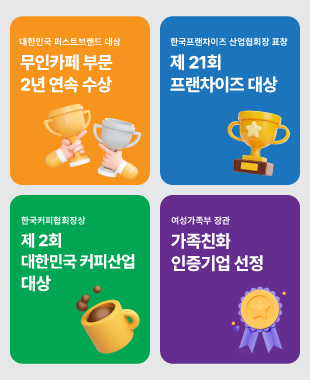 대한민국 퍼스트브랜드 대상
무인카페 부문
2년 연속 수상
한국프랜차이즈 산업협회장 표창
제 21회
프랜차이즈 대상
한국커피협회장상
제 2회
대한민국 커피산업
대상
여성가족부 장관
가족친화
인증기업 선정